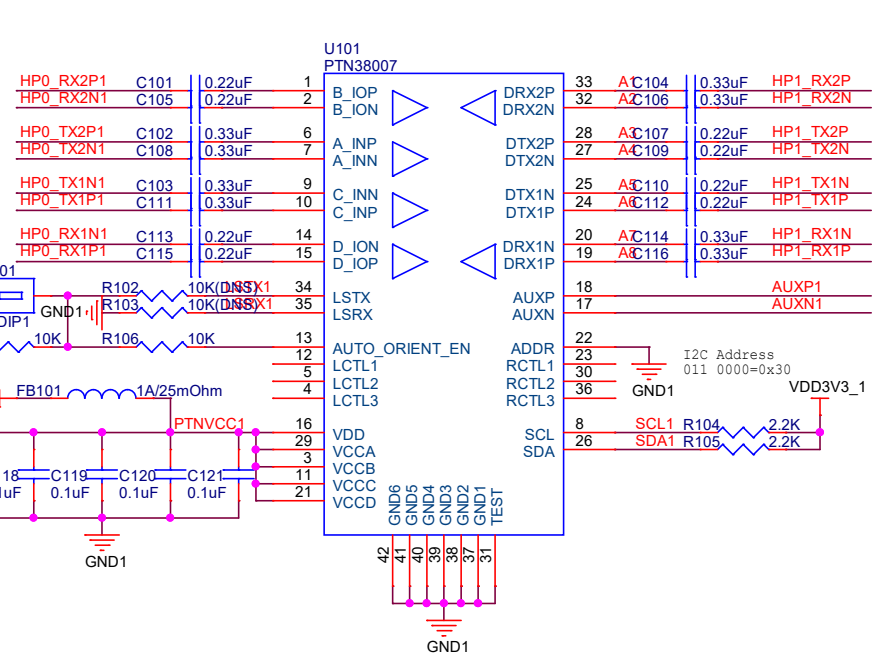 U101
PTN38007
HP0_RX2P1 C101 0.22uF 1 B_IOP DRX2P 33 A1 C104 0.33uF HP1_RX2P
HP0_RX2N1 C105 0.22uF 2 B_ION DRX2N 32 A2 C106 0.33uF HP1_RX2N
HP0_TX2P1 C102 0.33uF 6 A_INP DTX2P 28 A3 C107 0.22uF HP1_TX2P
HP0_TX2N1 C108 0.33uF 7 A_INN DTX2N 27 A4 C109 0.22uF HP1_TX2N
HP0_TX1N1 C103 0.33uF 9 C_INN DTX1N 25 A5 C110 0.22uF HP1_TX1N
HP0_TX1P1 C111 0.33uF 10 C_INP DTX1P 24 A6 C112 0.22uF HP1_TX1P
HP0_RX1N1 C113 0.22uF 14 D_ION DRX1N 20 A7 C114 0.33uF HP1_RX1N
HP0_RX1P1 C115 0.22uF 15 D_IOP DRX1P 19 A8 C116 0.33uF HP1_RX1P
01
R102 10K(DNS) LSTX1 34 LSTX AUXP 18 AUXP1
GND1 R103 10K(DNS) LSRX1 35 LSRX AUXN 17 AUXN1
DIP1
10K R106 10K 13 AUTO_ORIENT_EN ADDR 22
12 LCTL1 RCTL1 23 I2C Address
5 LCTL2 RCTL2 30 011 0000=0x30
4 LCTL3 RCTL3 36 GND1 VDD3V3_1
FB101 1A/25mOhm
PTNVCC1 16 VDD SCL 8 SCL1 R104 2.2K
29 VCCA SDA 26 SDA1 R105 2.2K
3 VCCB
18 C119 C120 C121 11 VCCC
1uF 0.1uF 0.1uF 0.1uF 21 VCCD
GND6 GND5 GND4 GND3 GND2 GND1 TEST
42 41 40 39 38 37 31
GND1
GND1